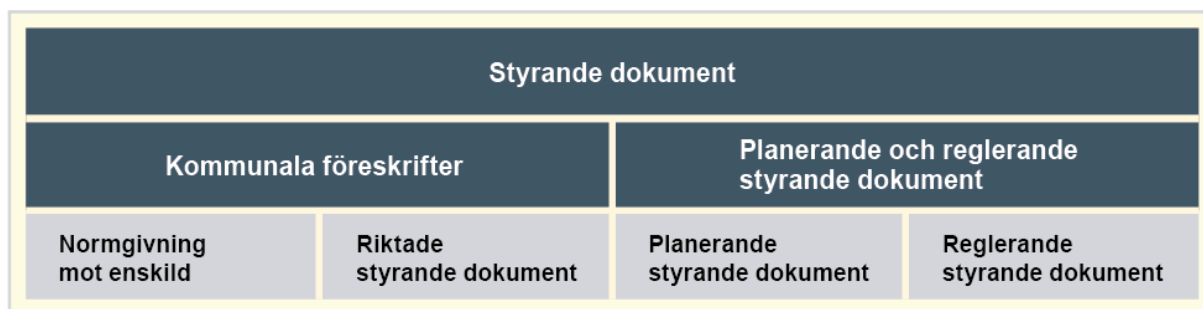 Styrande dokument
Kommunala föreskrifter
Planerande och reglerande
styrande dokument
Normgivning
mot enskild
Riktade
styrande dokument
Planerande
styrande dokument
Reglerande
styrande dokument